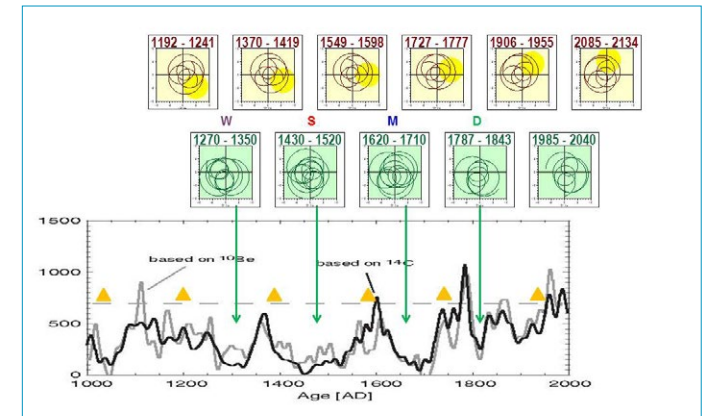 1192 - 1241 1370 - 1419 1549 - 1598 1727 - 1777 1906 - 1955 2085 - 2134
W S M D
1270 - 1350 1430 - 1520 1620 - 1710 1787 - 1843 1985 - 2040
1500
based on ¹⁰Be
based on ¹⁴C
1000
500
0
1000 1200 1400 1600 1800 2000
Age [AD]